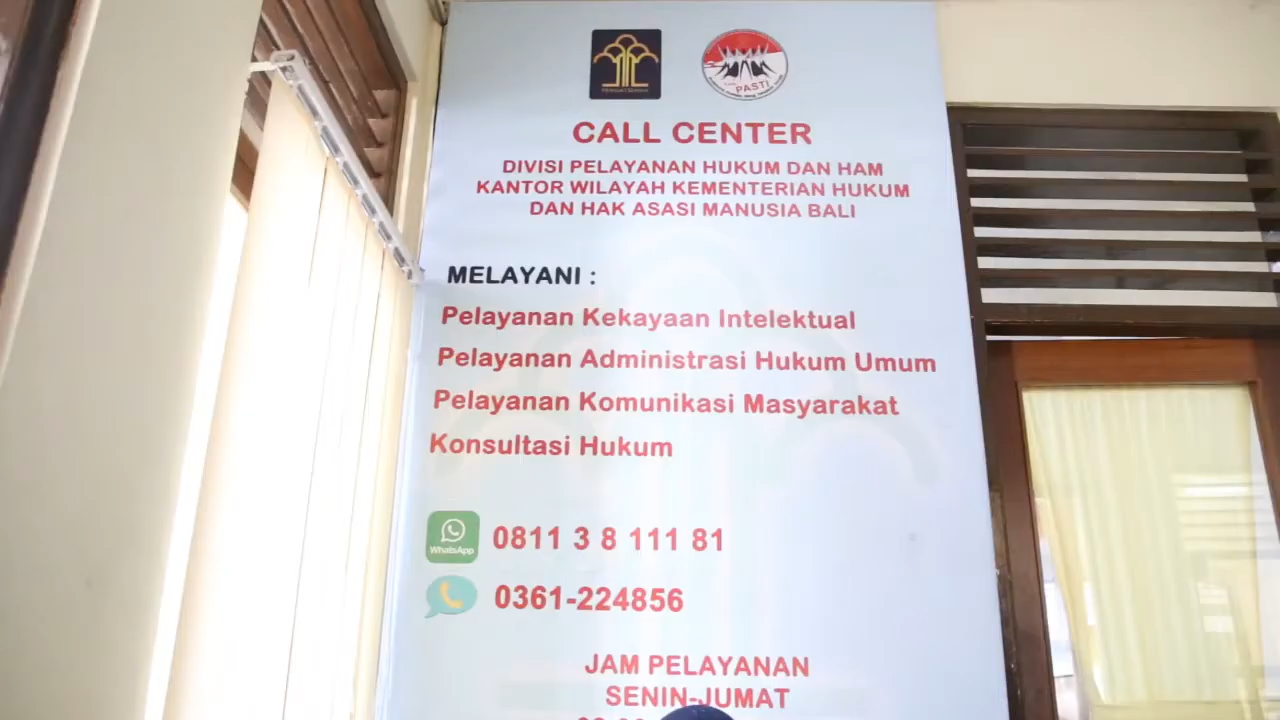 PASTI
CALL CENTER
DIVISI PELAYANAN HUKUM DAN HAM
KANTOR WILAYAH KEMENTERIAN HUKUM
DAN HAK ASASI MANUSIA BALI
MELAYANI :
Pelayanan Kekayaan Intelektual
Pelayanan Administrasi Hukum Umum
Pelayanan Komunikasi Masyarakat
Konsultasi Hukum
WhatsApp
0811 3 8 111 81
0361-224856
JAM PELAYANAN
SENIN-JUMAT